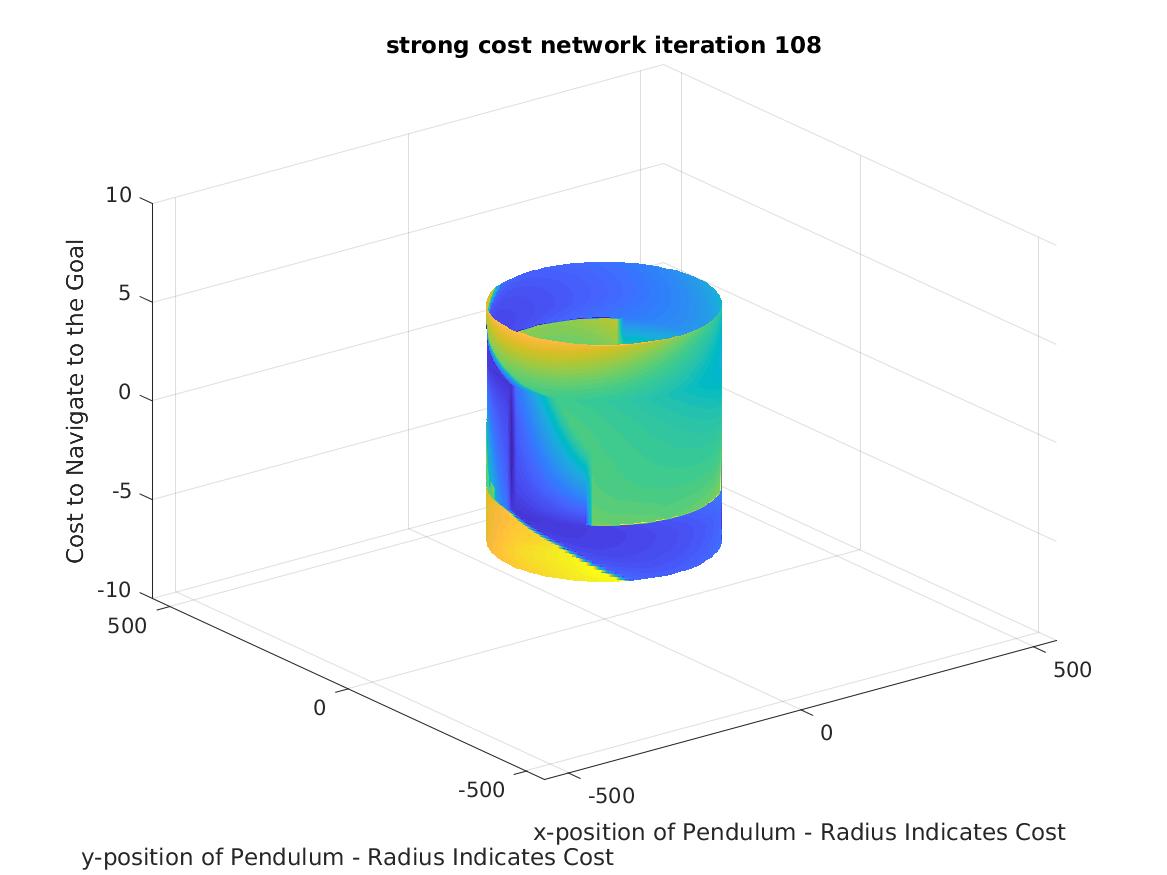 strong cost network iteration 108
Cost to Navigate to the Goal
10
5
0
-5
-10
500
0
-500
-500
0
500
x-position of Pendulum - Radius Indicates Cost
y-position of Pendulum - Radius Indicates Cost